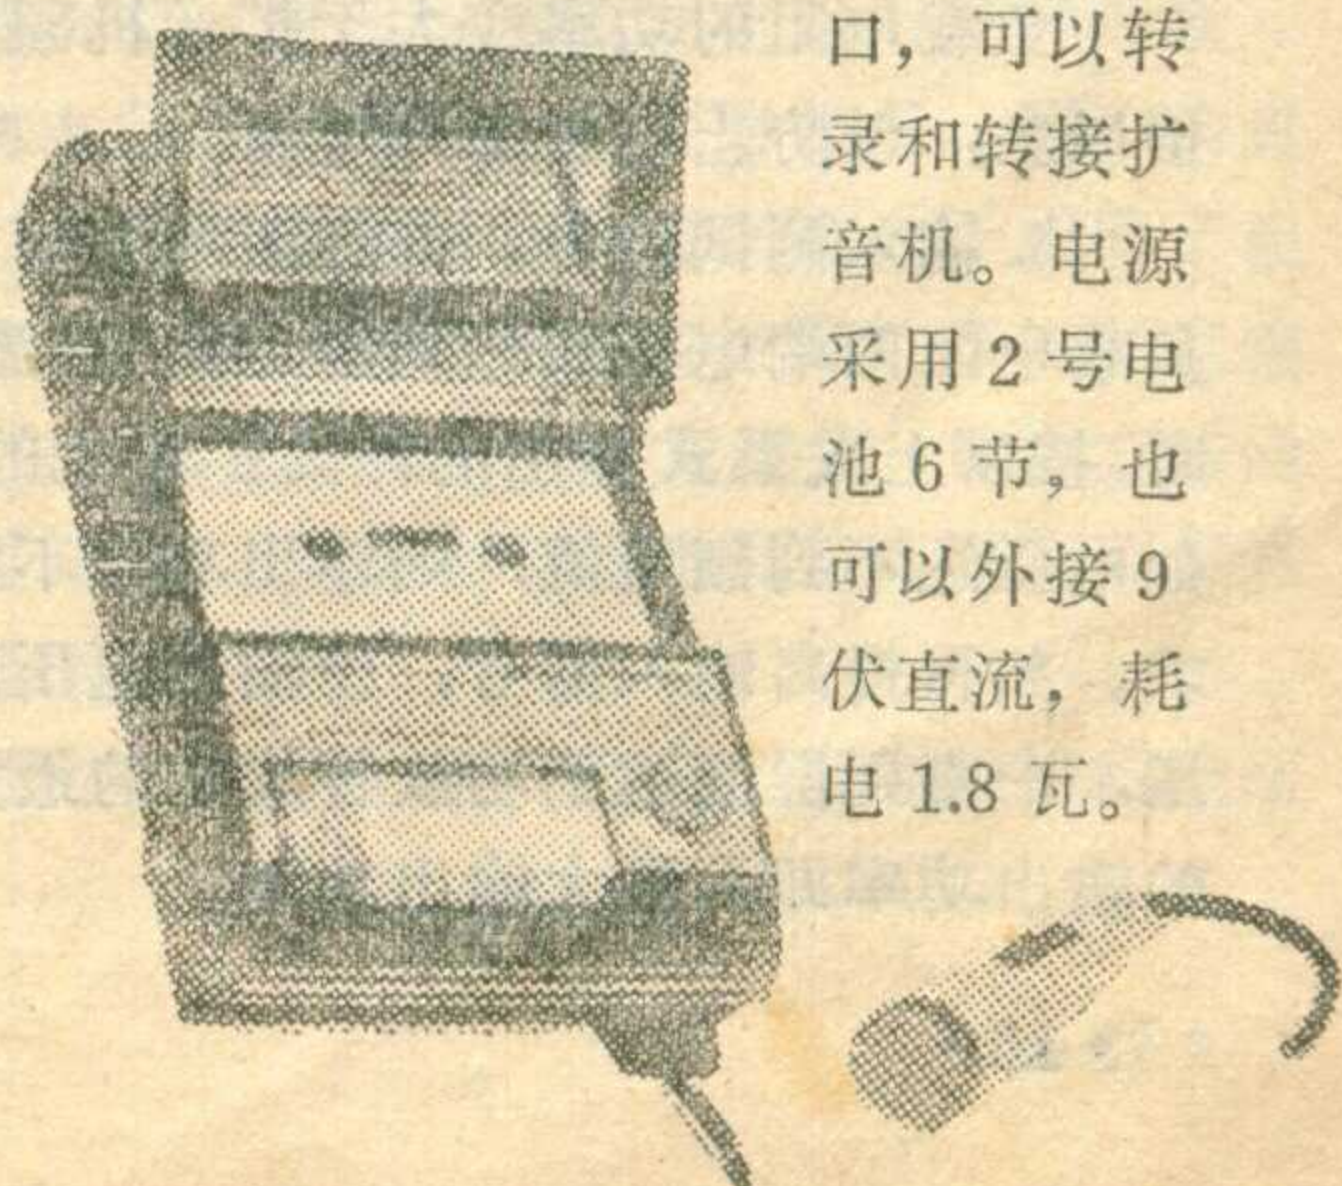 口，可以转
录和转接扩
音机。电源
采用 2 号电
池 6 节，也
可以外接 9
伏直流，耗
电 1.8 瓦。